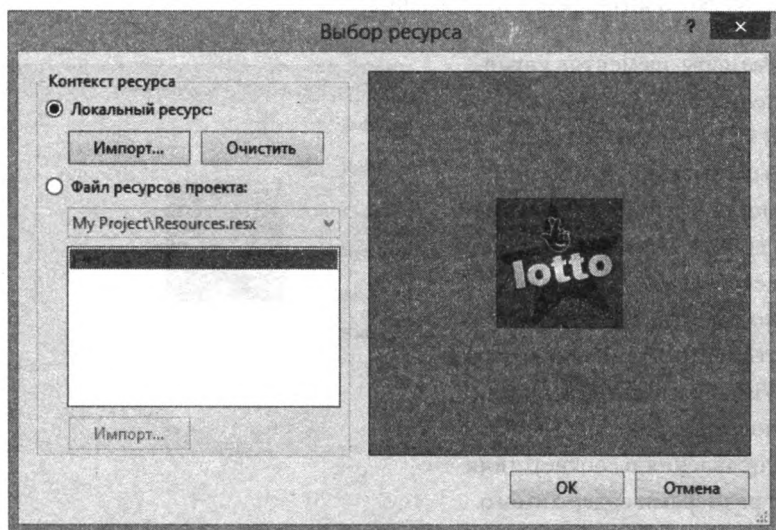 Выбор ресурса
?
Контекст ресурса
Локальный ресурс:
Импорт...
Очистить
Файл ресурсов проекта:
My Project\Resources.resx
Импорт...
lotto
OK
Отмена